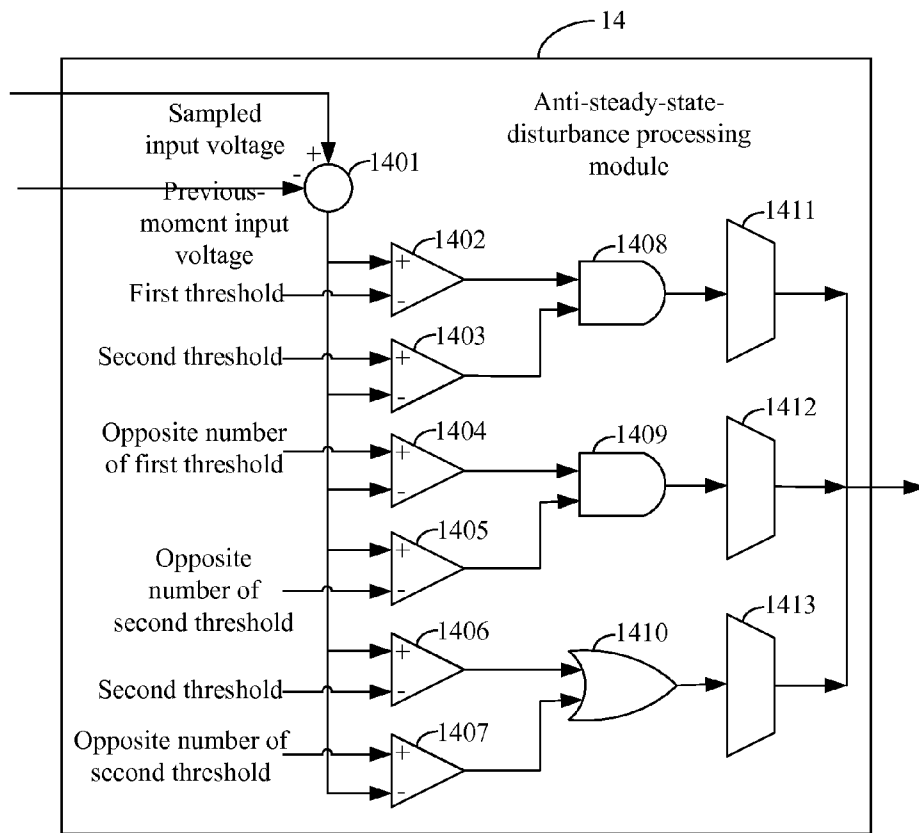 14
Sampled
input voltage
Anti-steady-state-
disturbance processing
module
+
-
1401
Previous-
moment input
voltage
1402
+
-
First threshold
1408
1411
1403
Second threshold
+
-
1404
Opposite number
of first threshold
+
-
1409
1412
1405
+
-
Opposite
number of
second threshold
1406
+
-
Second threshold
1410
1413
1407
Opposite number of
second threshold
+
-